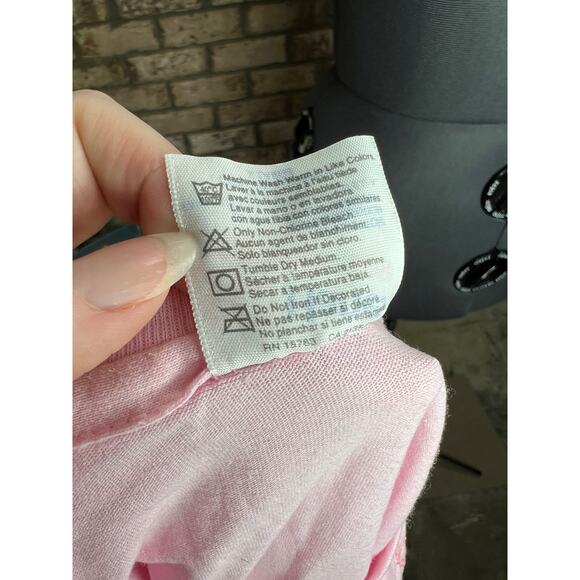 Machine Wash Warm in Like Colors
Laver à la machine à l'eau tiède
avec couleurs semblables.
Lavar a mano o en lavadora
con agua tibia con colores similares
Only Non-Chlorine Bleach
Aucun agent de blanchiment
Solo blanqueador sin cloro.
Tumble Dry Medium.
Sécher à température moyenne
Secar a temperatura baja.
Do Not Iron If Decorated
Ne pas repasser si décoré
No planchar si tiene
RN 15763 CA